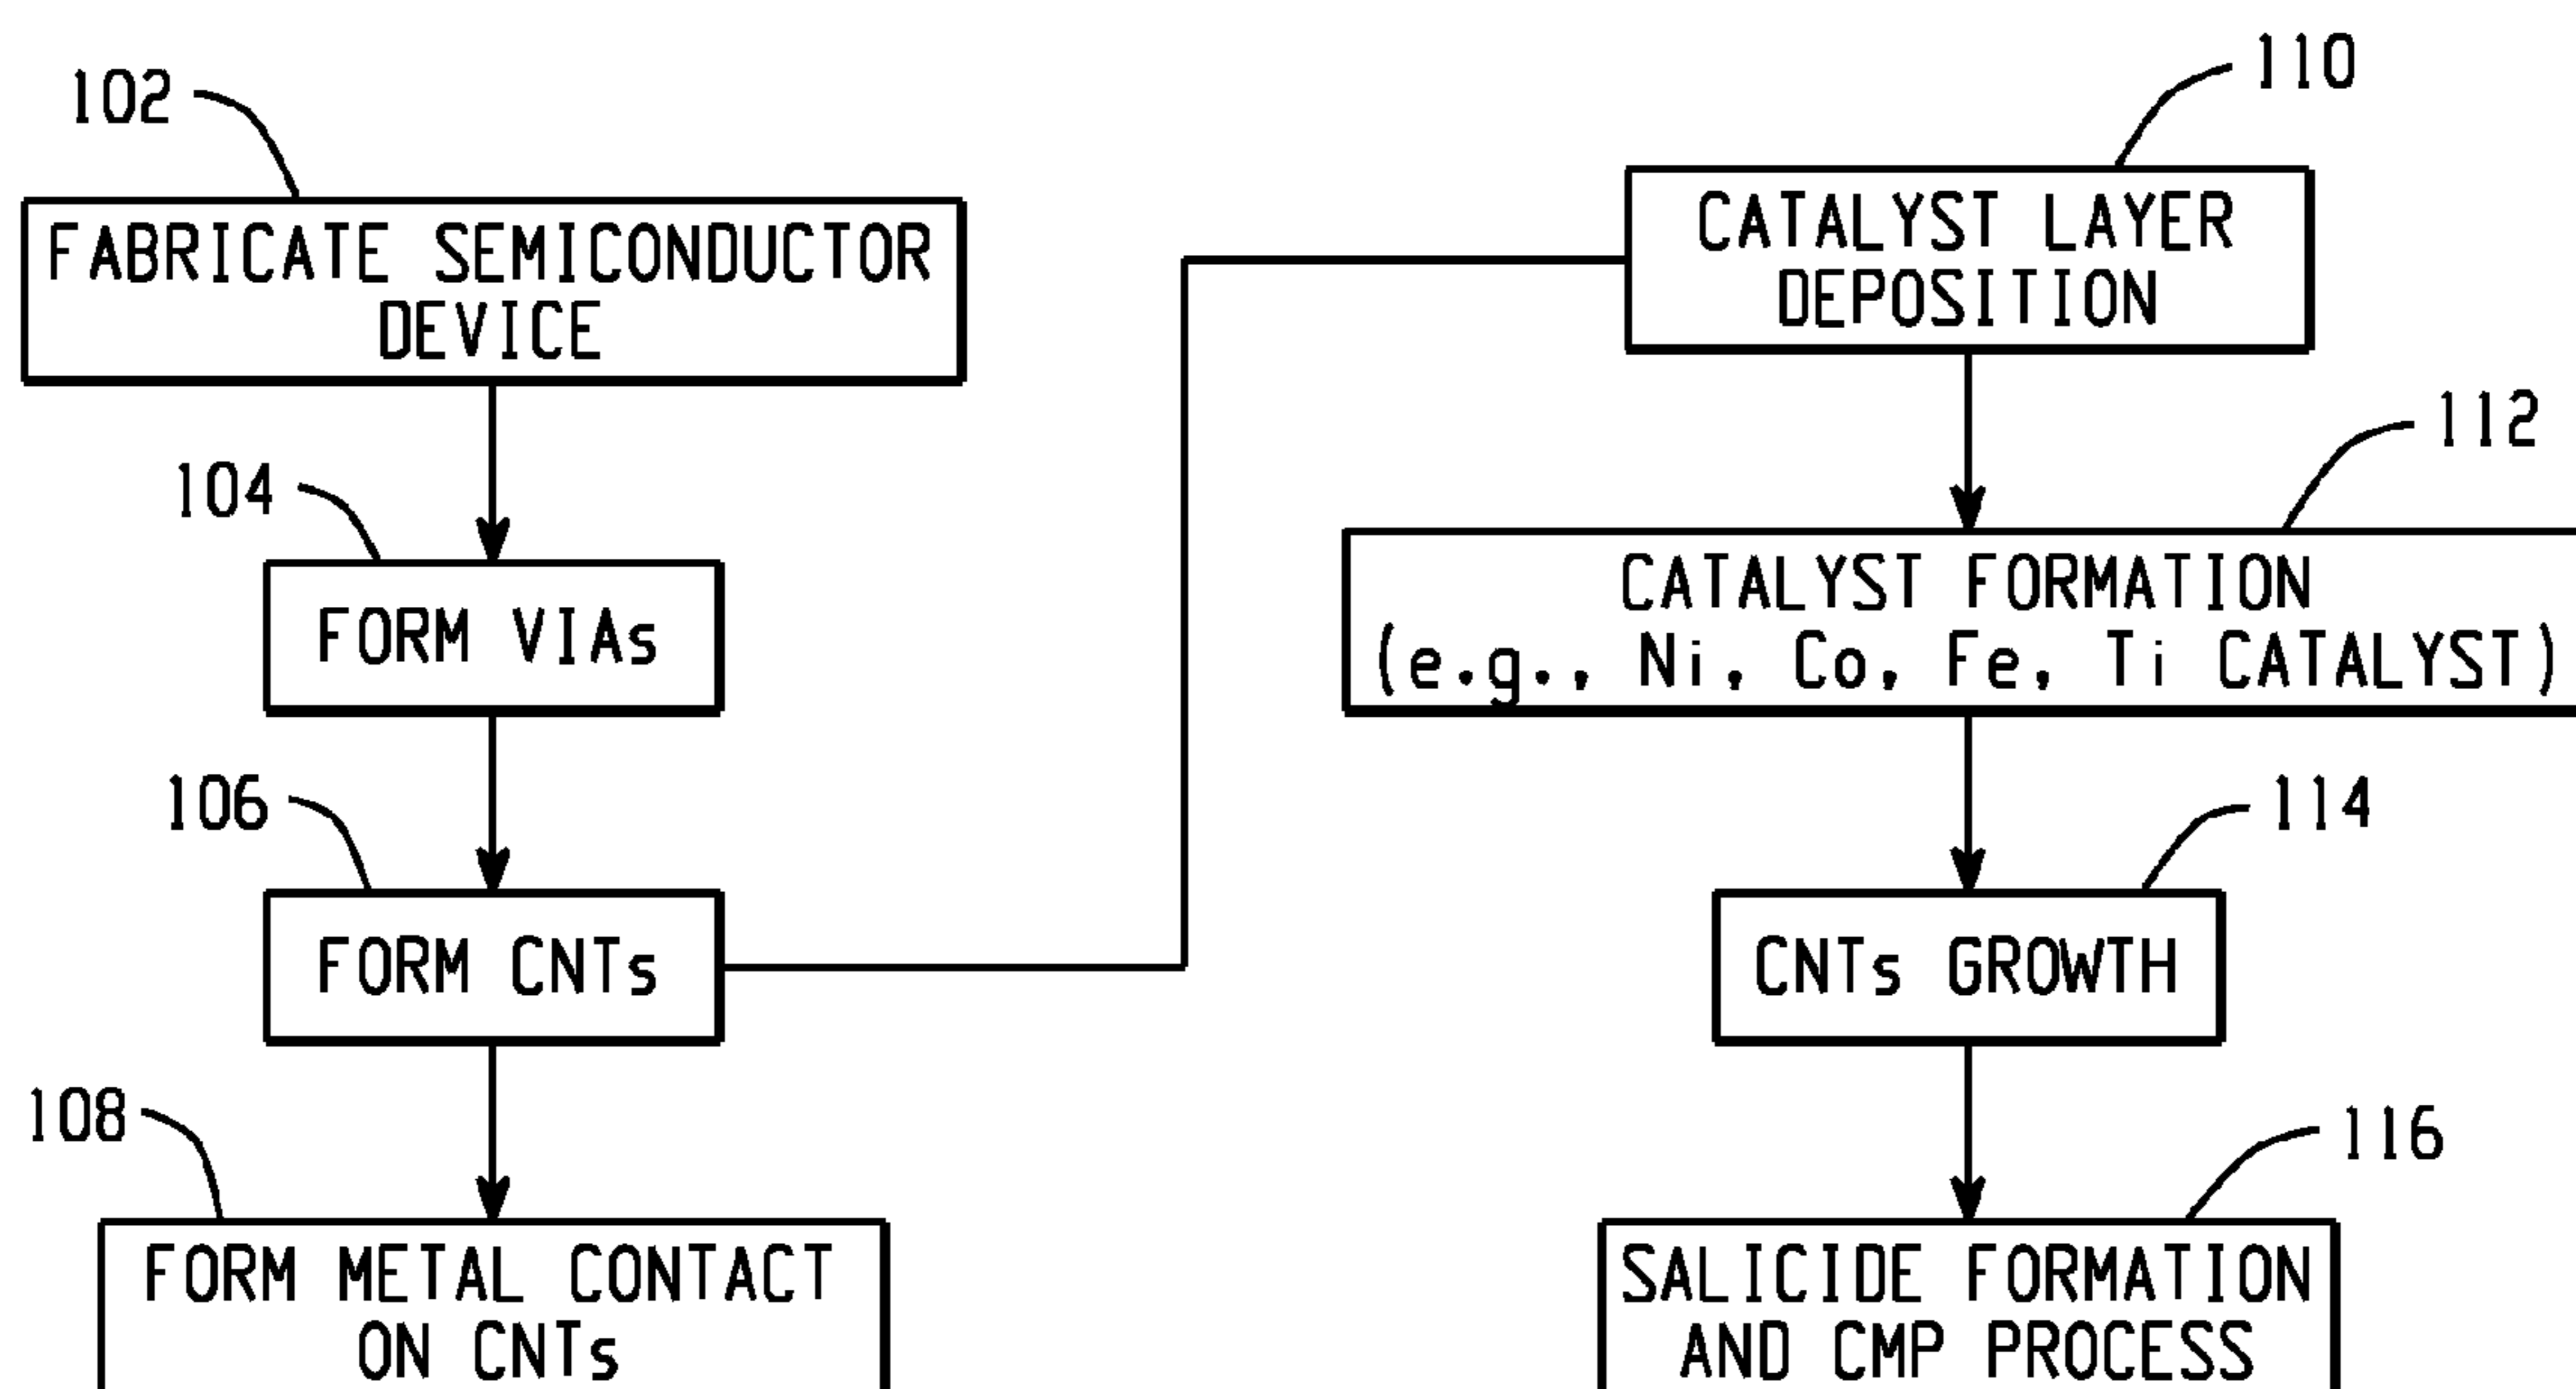 102
FABRICATE SEMICONDUCTOR
DEVICE
104
FORM VIAs
106
FORM CNTs
108
FORM METAL CONTACT
ON CNTs
110
CATALYST LAYER
DEPOSITION
112
CATALYST FORMATION
(e.g., Ni, Co, Fe, Ti CATALYST)
114
CNTs GROWTH
116
SALICIDE FORMATION
AND CMP PROCESS